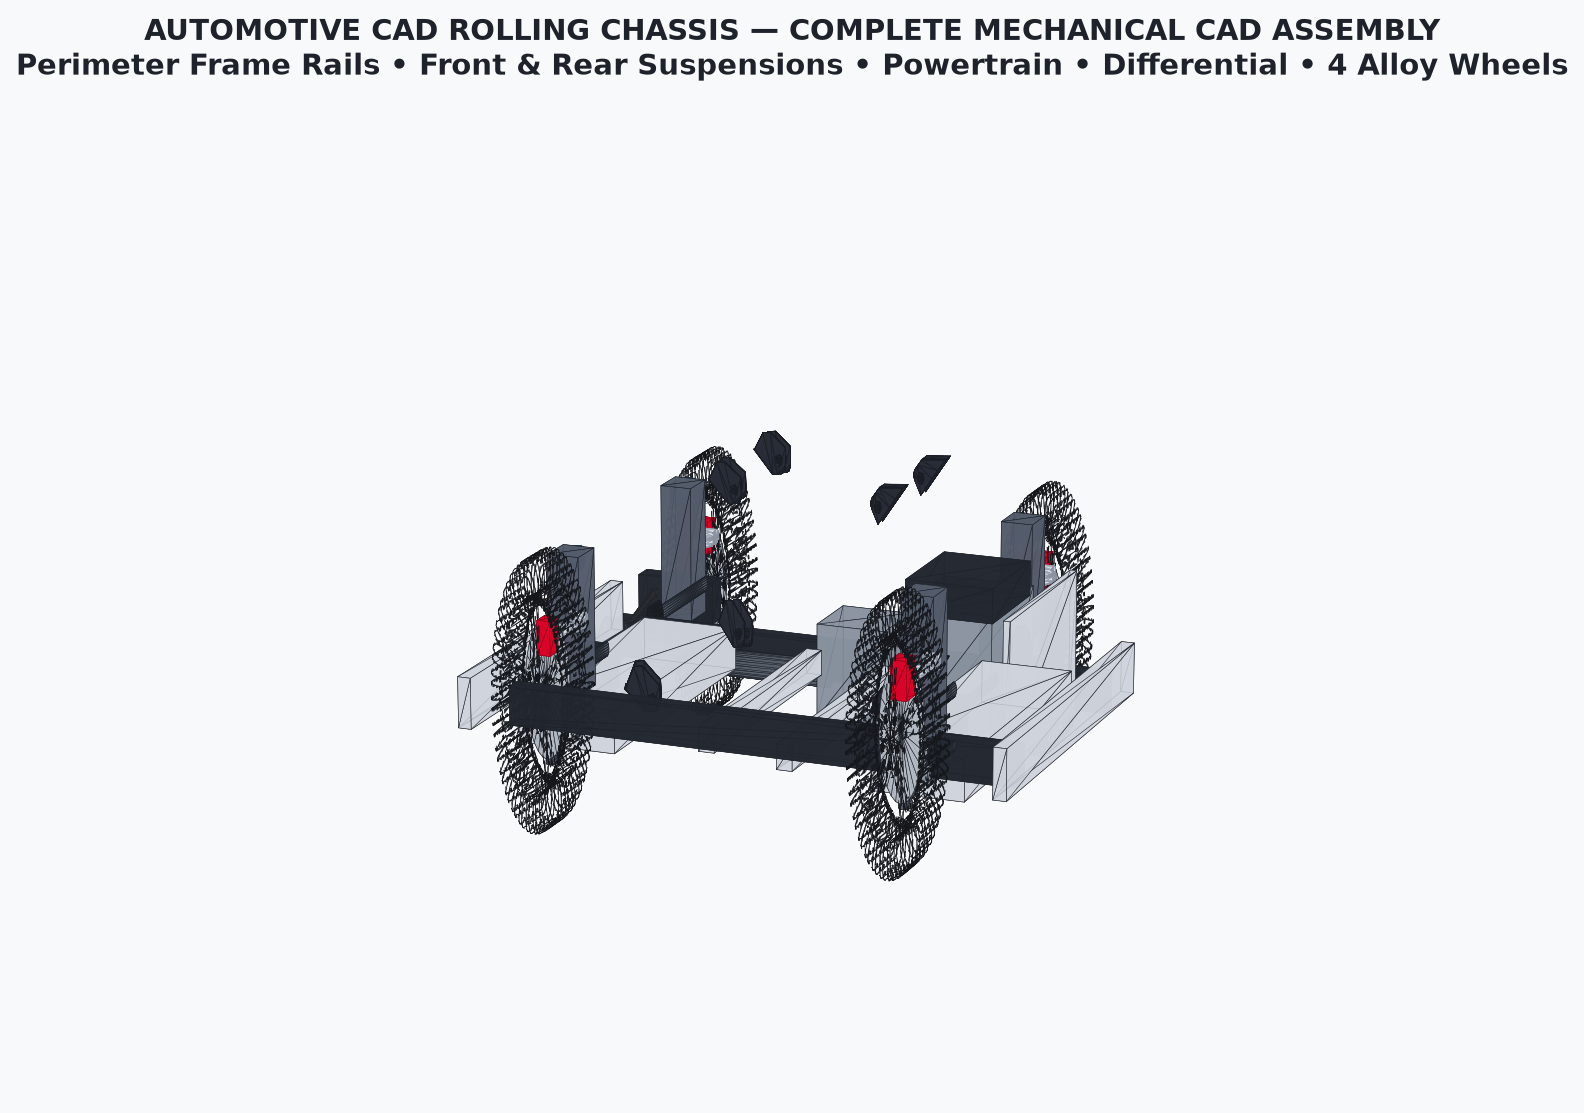 AUTOMOTIVE CAD ROLLING CHASSIS — COMPLETE MECHANICAL CAD ASSEMBLY
Perimeter Frame Rails • Front & Rear Suspensions • Powertrain • Differential • 4 Alloy Wheels